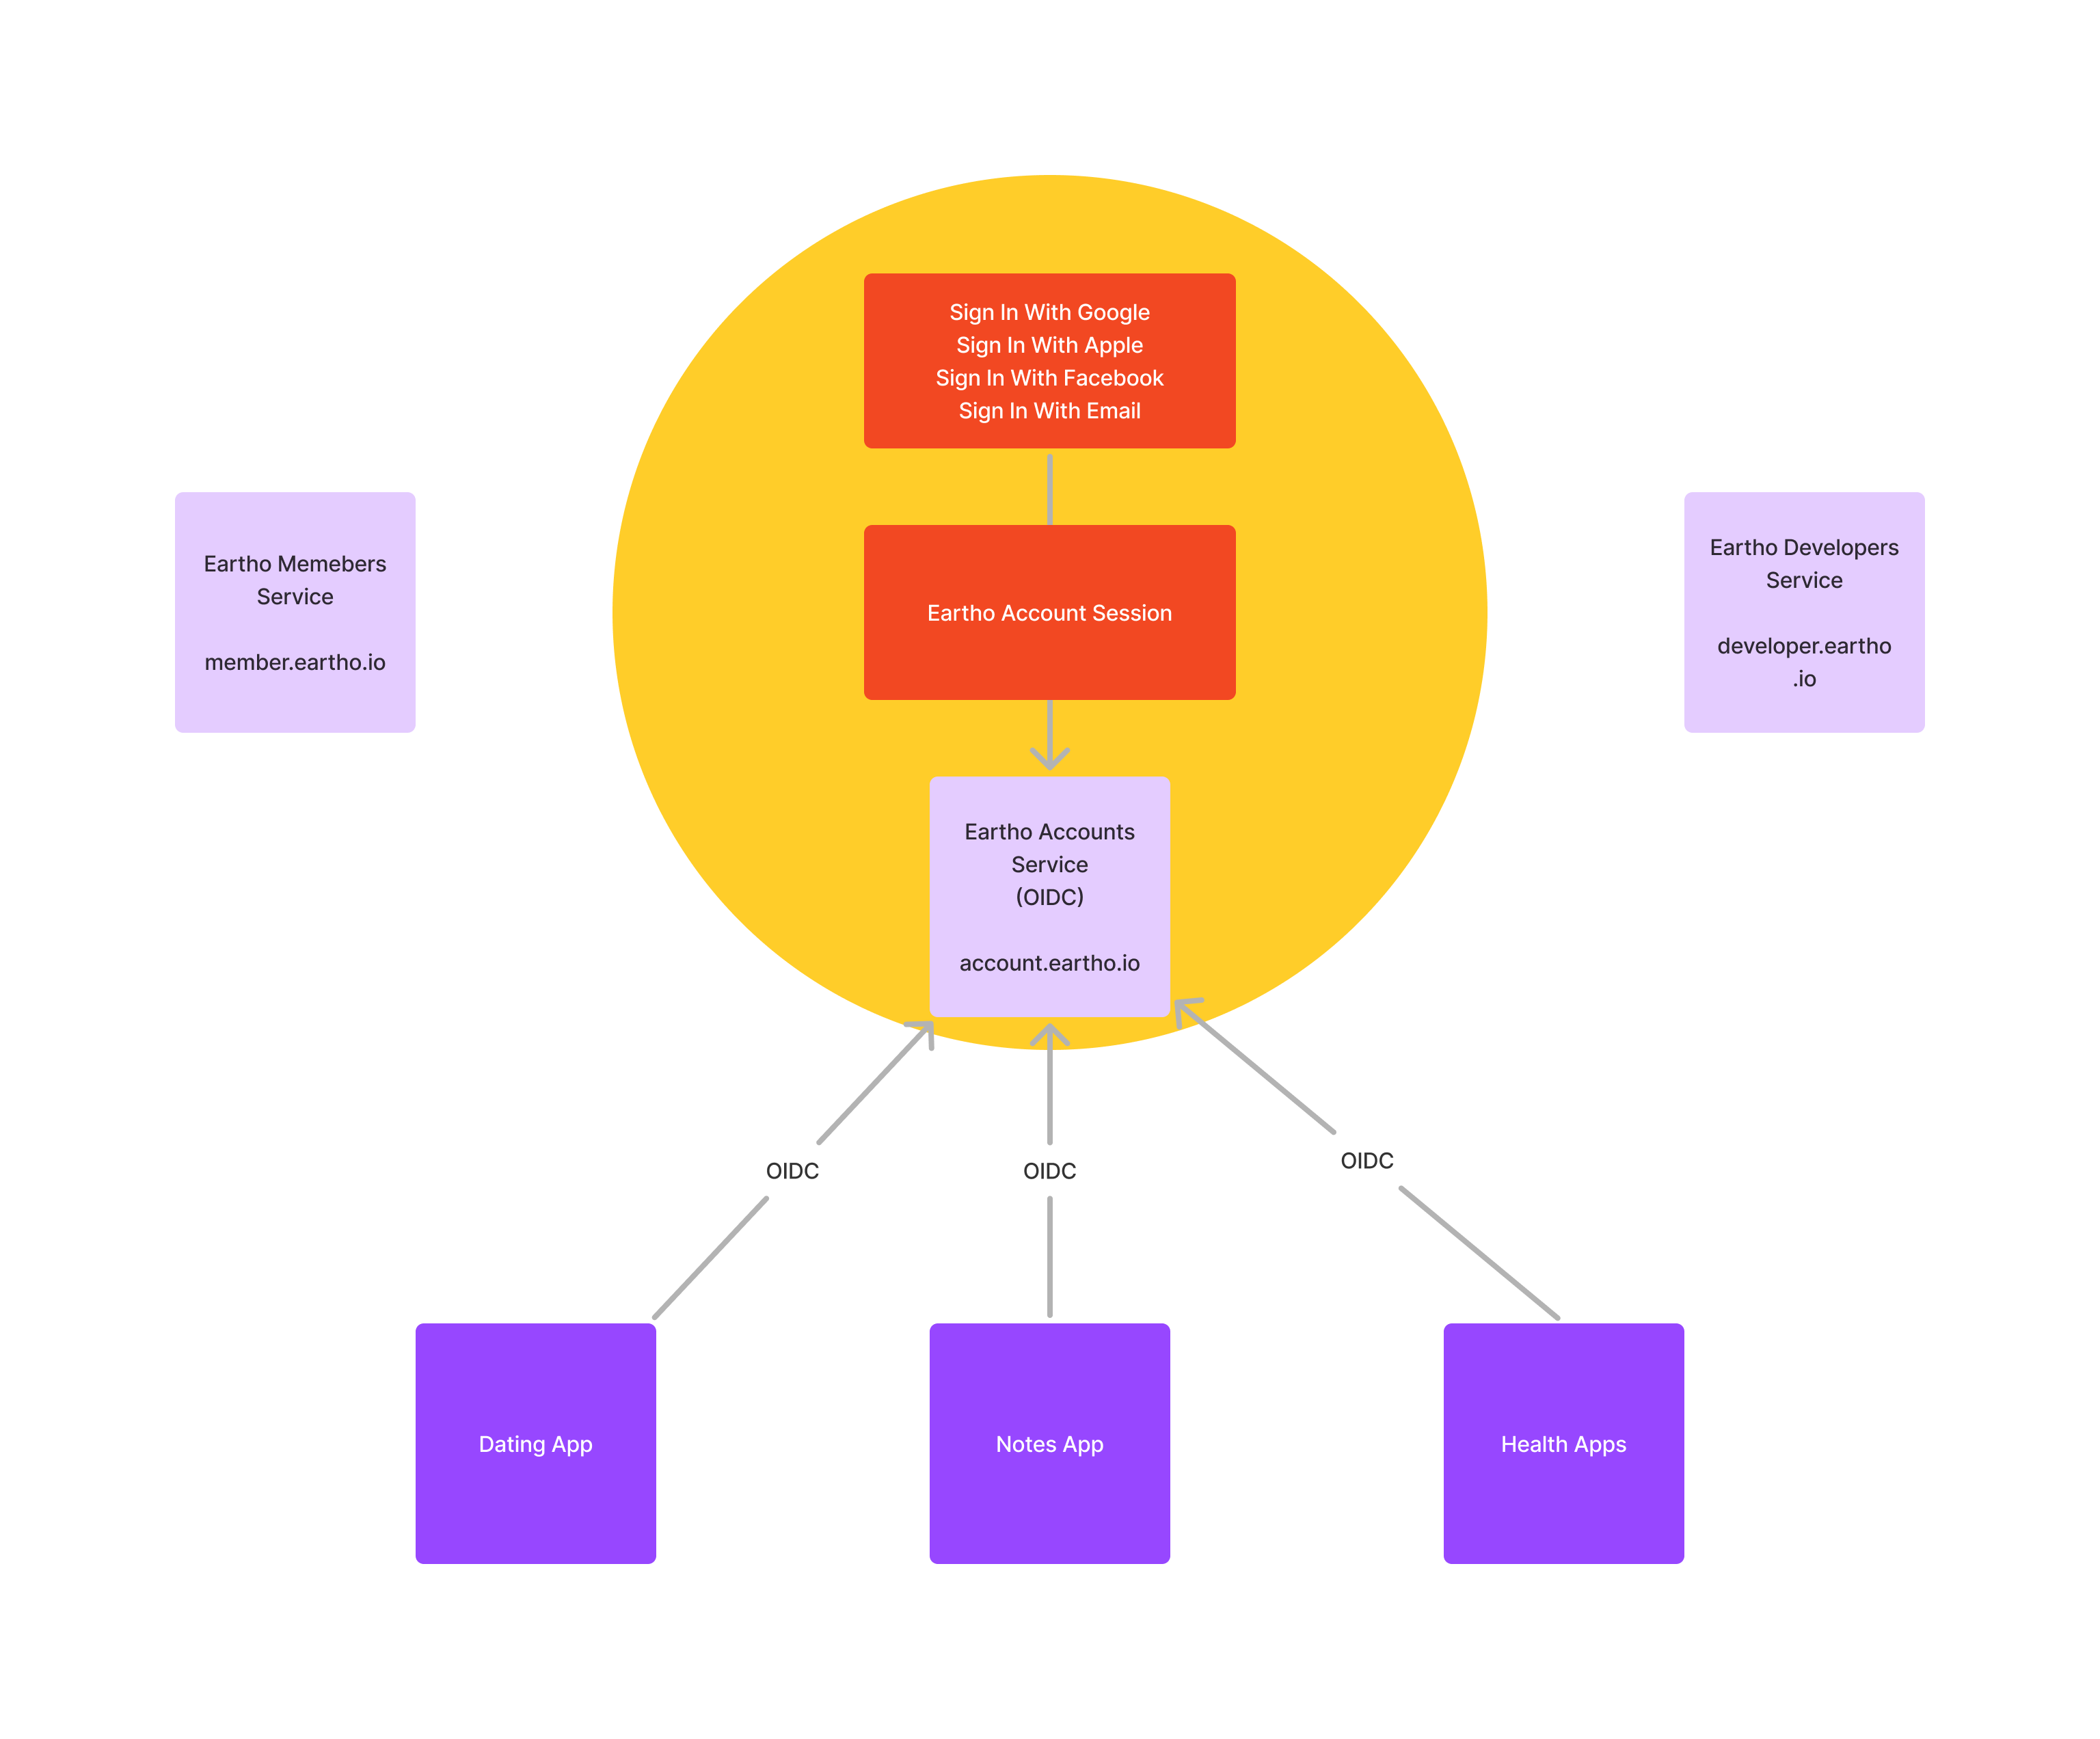 Sign In With Google
Sign In With Apple
Sign In With Facebook
Sign In With Email
Eartho Memebers
Service
member.eartho.io
Eartho Account Session
Eartho Developers
Service
developer.eartho
.io
Eartho Accounts
Service
(OIDC)
account.eartho.io
OIDC
OIDC
OIDC
Dating App
Notes App
Health Apps